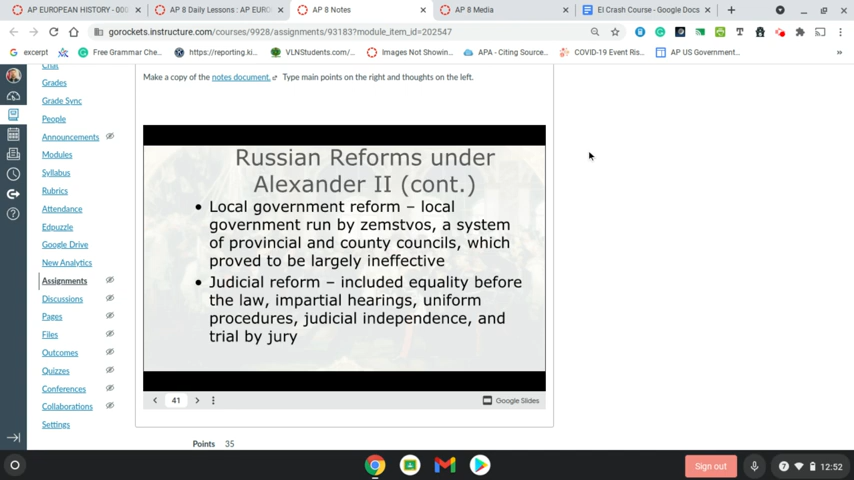 AP EUROPEAN HISTORY - 009
AP 8 Daily Lessons : AP EURO
AP 8 Notes
AP 8 Media
EI Crash Course - Google Docs
gorockets.instructure.com/courses/9928/assignments/93183?module_item_id=202547
excerpt
Free Grammar Che...
https://reporting.ki...
VLNStudents.com/...
Images Not Showin...
APA - Citing Source...
COVID-19 Event Ris...
AP US Government...
Chat
Grades
Grade Sync
People
Announcements
Modules
Syllabus
Rubrics
Attendance
Edpuzzle
Google Drive
New Analytics
Assignments
Discussions
Pages
Files
Outcomes
Quizzes
Conferences
Collaborations
Settings
Make a copy of the notes document. Type main points on the right and thoughts on the left.
Russian Reforms under
Alexander II (cont.)
• Local government reform – local
government run by zemstvos, a system
of provincial and county councils, which
proved to be largely ineffective
• Judicial reform – included equality before
the law, impartial hearings, uniform
procedures, judicial independence, and
trial by jury
41
Google Slides
Points 35
Sign out
12:52